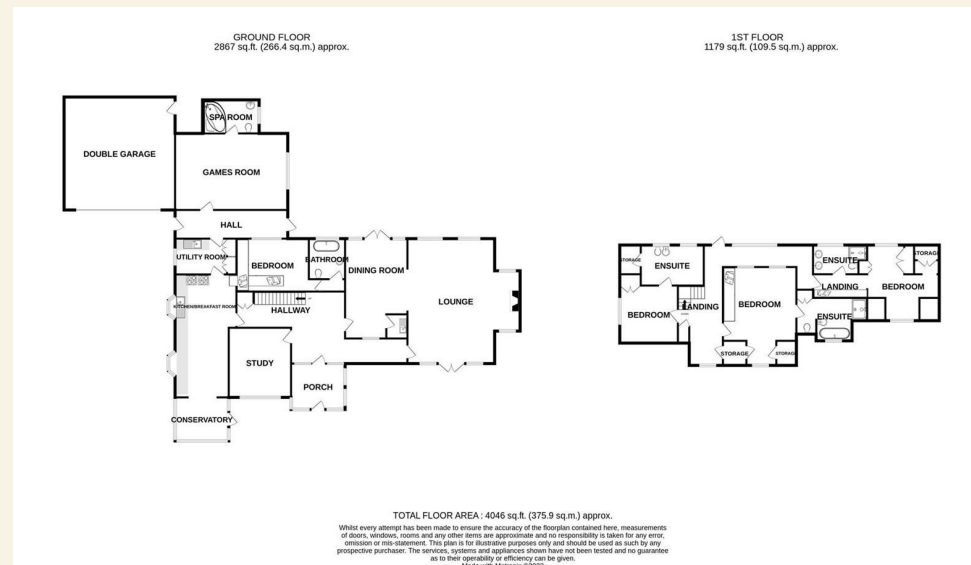 GROUND FLOOR
2867 sq.ft. (266.4 sq.m.) approx.
1ST FLOOR
1179 sq.ft. (109.5 sq.m.) approx.
SPA ROOM
DOUBLE GARAGE
GAMES ROOM
HALL
UTILITY ROOM
BEDROOM
BATHROOM
DINING ROOM
LOUNGE
KITCHEN/BREAKFAST ROOM
HALLWAY
STUDY
PORCH
CONSERVATORY
STORAGE
ENSUITE
ENSUITE
STORAGE
LANDING
BEDROOM
BEDROOM
LANDING
BEDROOM
ENSUITE
STORAGE
STORAGE
TOTAL FLOOR AREA : 4046 sq.ft. (375.9 sq.m.) approx.
Whilst every attempt has been made to ensure the accuracy of the floorplan contained here, measurements
of doors, windows, rooms and any other items are approximate and no responsibility is taken for any error,
omission or mis-statement. This plan is for illustrative purposes only and should be used as such by any
prospective purchaser. The services, systems and appliances shown have not been tested and no guarantee
as to their operability or efficiency can be given.
Made with Metropix ©2022